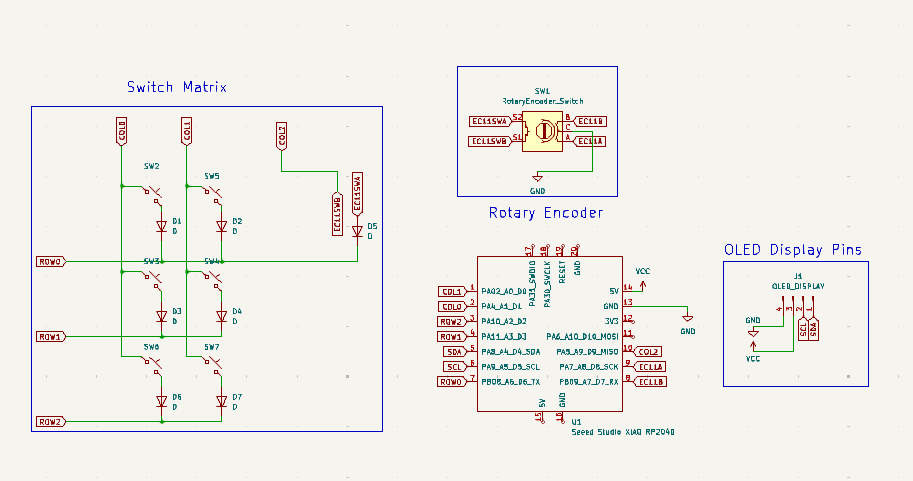 Switch Matrix
COL0
COL1
COL2
SW2
SW5
EC11SWB
EC11SWA
D1
D
D2
D
D5
D
ROW0
SW3
SW4
D3
D
D4
D
ROW1
SW6
SW7
D6
D
D7
D
ROW2
SW1
RotaryEncoder_Switch
EC11SWA
S2
B
EC11B
C
EC11SWB
S1
A
EC11A
GND
Rotary Encoder
17
18
19
20
PA31_SWDIO
PA30_SWCLK
RESET
GND
COL1
1
PA02_A0_D0
COL0
2
PA4_A1_D1
ROW2
3
PA10_A2_D2
ROW1
4
PA11_A3_D3
SDA
5
PA8_A4_D4_SDA
SCL
6
PA9_A5_D5_SCL
ROW0
7
PB08_A6_D6_TX
5V
14
VCC
GND
13
GND
3V3
12
PA6_A10_D10_MOSI
11
PA5_A9_D9_MISO
10
COL2
PA7_A8_D8_SCK
9
EC11A
PB09_A7_D7_RX
8
EC11B
5V
GND
15
16
U1
Seeed Studio XIAO RP2040
OLED Display Pins
J1
OLED_DISPLAY
4
3
2
1
GND
VCC
SCL
SDA